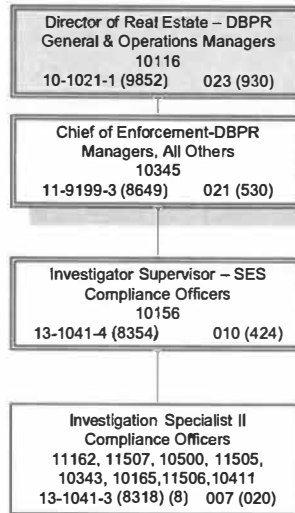 Director of Real Estate – DBPR
General & Operations Managers
10116
10-1021-1 (9852) 023 (930)
Chief of Enforcement-DBPR
Managers, All Others
10345
11-9199-3 (8649) 021 (530)
Investigator Supervisor – SES
Compliance Officers
10156
13-1041-4 (8354) 010 (424)
Investigation Specialist II
Compliance Officers
11162, 11507, 10500, 11505,
10343, 10165,11506,10411
13-1041-3 (8318) (8) 007 (020)